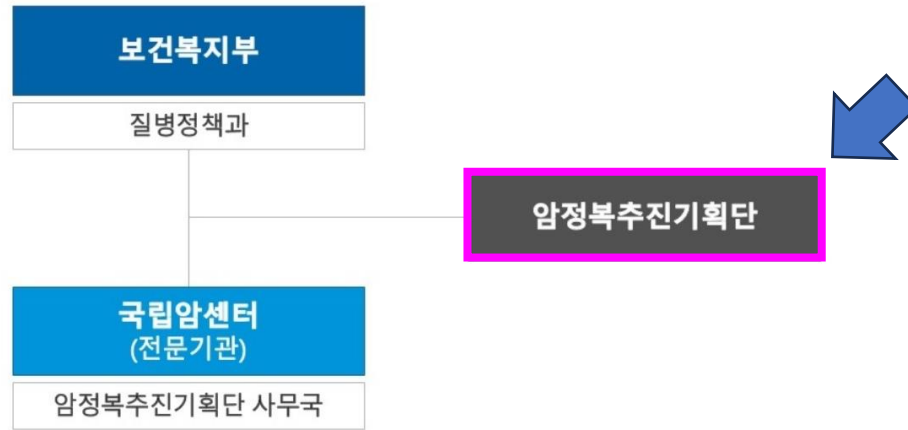 보건복지부
질병정책과
암정복추진기획단
국립암센터
(전문기관)
암정복추진기획단 사무국